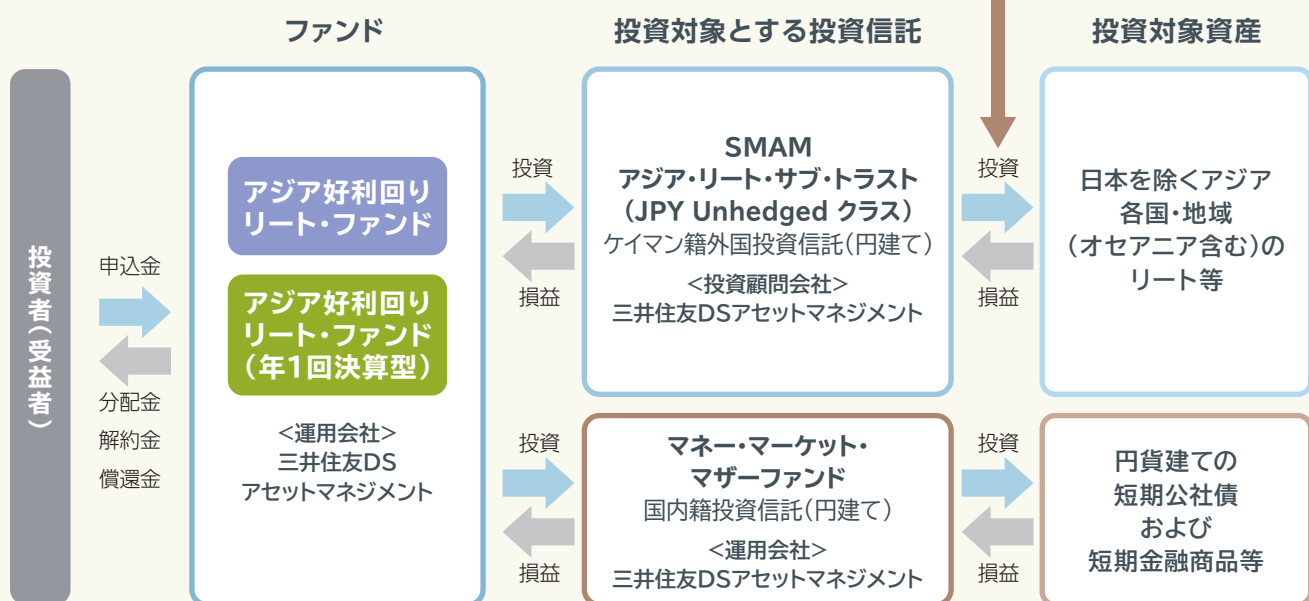 ファンド
投資対象とする投資信託
投資対象資産
投資者(受益者)
申込金
分配金
解約金
償還金
アジア好利回り
リート・ファンド
アジア好利回り
リート・ファンド
(年1回決算型)
<運用会社>
三井住友DS
アセットマネジメント
投資
損益
SMAM
アジア・リート・サブ・トラスト
(JPY Unhedged クラス)
ケイマン籍外国投資信託(円建て)
<投資顧問会社>
三井住友DSアセットマネジメント
投資
損益
日本を除くアジア
各国・地域
(オセアニア含む)の
リート等
投資
損益
マネー・マーケット・
マザーファンド
国内籍投資信託(円建て)
<運用会社>
三井住友DSアセットマネジメント
投資
損益
円貨建ての
短期公社債
および
短期金融商品等